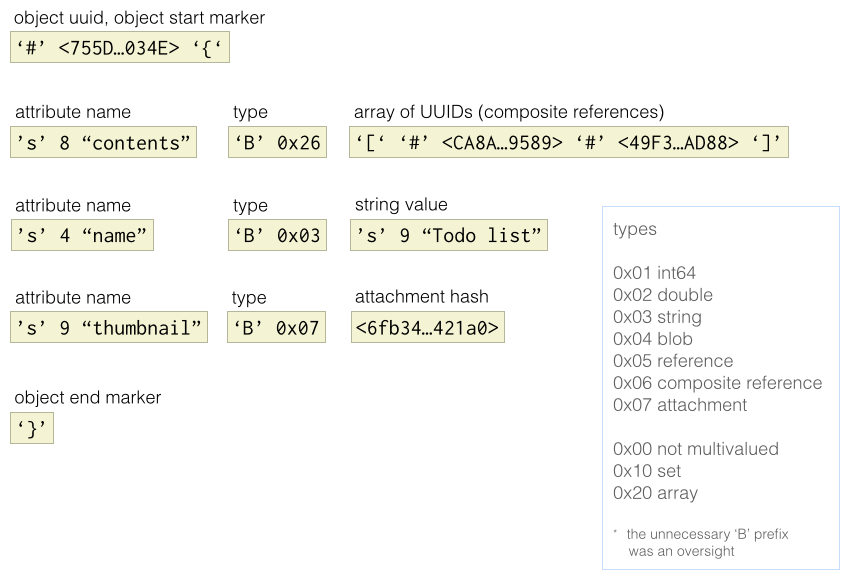 object uuid, object start marker
‘#’ <755D…034E> ‘{‘
attribute name type array of UUIDs (composite references)
’s’ 8 “contents” ‘B’ 0x26 ‘[‘ ‘#’ <CA8A…9589> ‘#’ <49F3…AD88> ‘]’
attribute name type string value
’s’ 4 “name” ‘B’ 0x03 ’s’ 9 “Todo list”
attribute name type attachment hash
’s’ 9 “thumbnail” ‘B’ 0x07 <6fb34…421a0>
object end marker
‘}’
types
0x01 int64
0x02 double
0x03 string
0x04 blob
0x05 reference
0x06 composite reference
0x07 attachment
0x00 not multivalued
0x10 set
0x20 array
* the unnecessary ‘B’ prefix
was an oversight